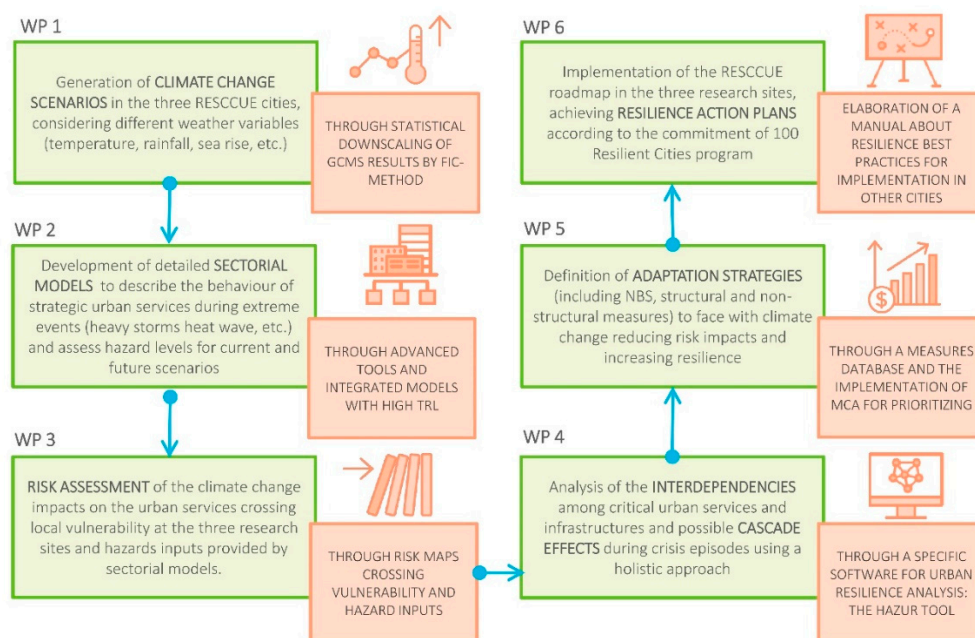 WP 1
Generation of CLIMATE CHANGE
SCENARIOS in the three RESCCUE cities,
considering different weather variables
(temperature, rainfall, sea rise, etc.)
THROUGH STATISTICAL
DOWNSCALING OF
GCMS RESULTS BY FIC-
METHOD
WP 2
Development of detailed SECTORIAL
MODELS to describe the behaviour of
strategic urban services during extreme
events (heavy storms heat wave, etc.)
and assess hazard levels for current and
future scenarios
THROUGH ADVANCED
TOOLS AND
INTEGRATED MODELS
WITH HIGH TRL
WP 3
RISK ASSESSMENT of the climate change
impacts on the urban services crossing
local vulnerability at the three research
sites and hazards inputs provided by
sectorial models.
THROUGH RISK MAPS
CROSSING
VULNERABILITY AND
HAZARD INPUTS
WP 4
Analysis of the INTERDEPENDENCIES
among critical urban services and
infrastructures and possible CASCADE
EFFECTS during crisis episodes using a
holistic approach
THROUGH A SPECIFIC
SOFTWARE FOR URBAN
RESILIENCE ANALYSIS:
THE HAZUR TOOL
WP 5
Definition of ADAPTATION STRATEGIES
(including NBS, structural and non-
structural measures) to face with climate
change reducing risk impacts and
increasing resilience
THROUGH A MEASURES
DATABASE AND THE
IMPLEMENTATION OF
MCA FOR PRIORITIZING
WP 6
Implementation of the RESCCUE
roadmap in the three research sites,
achieving RESILIENCE ACTION PLANS
according to the commitment of 100
Resilient Cities program
ELABORATION OF A
MANUAL ABOUT
RESILIENCE BEST
PRACTICES FOR
IMPLEMENTATION IN
OTHER CITIES